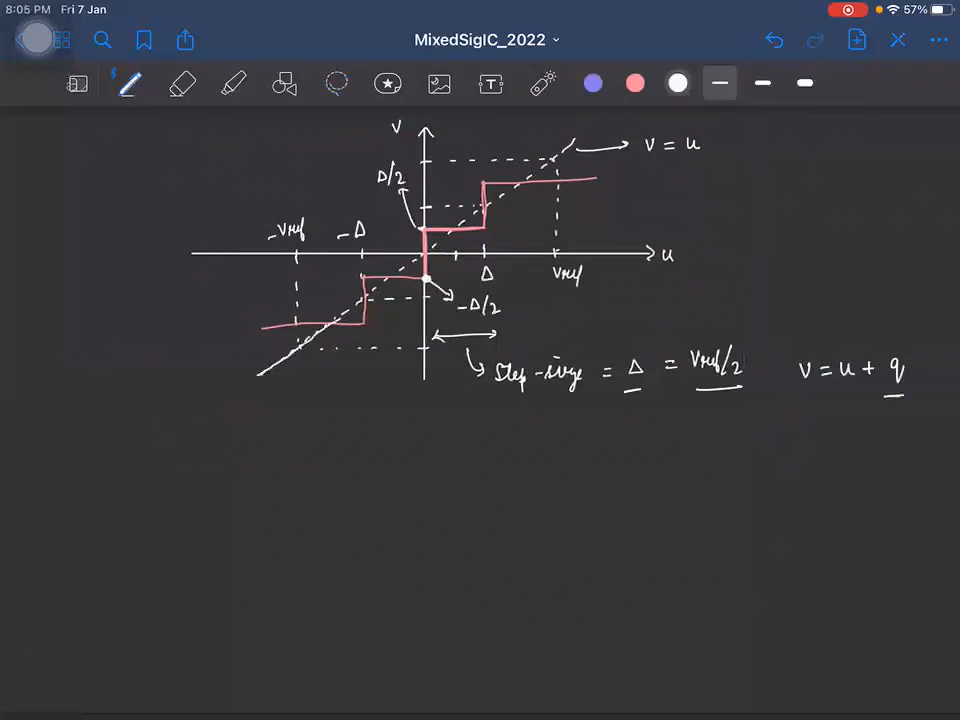 8:05 PM Fri 7 Jan 57%
MixedSigIC_2022
T
V
v = u
Δ/2
-Vref -Δ
u
Δ Vref
-Δ/2
Step-size = Δ = Vref/2 v = u + q